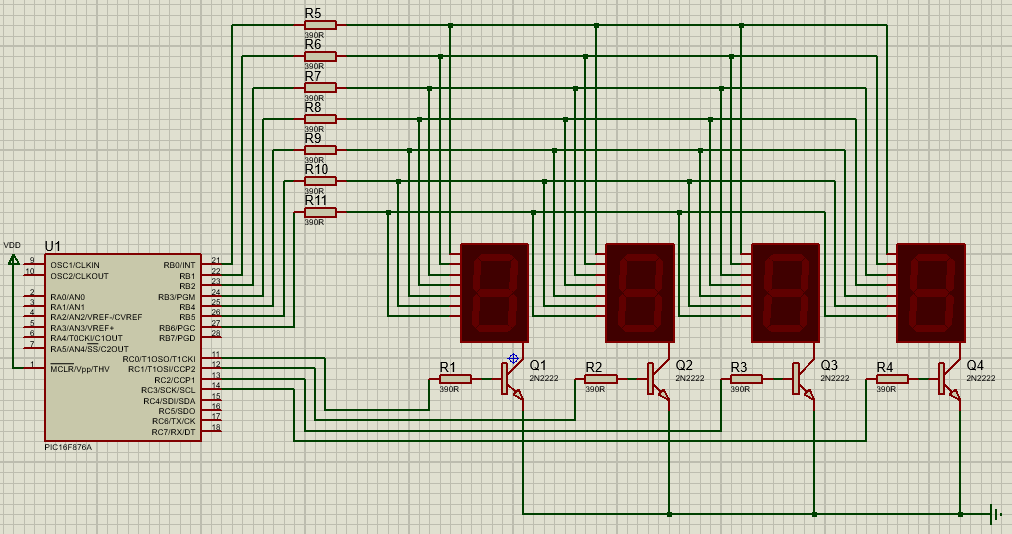 R5
390R
R6
390R
R7
390R
R8
390R
R9
390R
R10
390R
R11
390R
VDD
U1
9 OSC1/CLKIN RB0/INT 21
10 OSC2/CLKOUT RB1 22
RB2 23
2 RA0/AN0 RB3/PGM 24
3 RA1/AN1 RB4 25
4 RA2/AN2/VREF-/CVREF RB5 26
5 RA3/AN3/VREF+ RB6/PGC 27
6 RA4/T0CKI/C1OUT RB7/PGD 28
7 RA5/AN4/SS/C2OUT
RC0/T1OSO/T1CKI 11
1 MCLR/Vpp/THV RC1/T1OSI/CCP2 12
RC2/CCP1 13
RC3/SCK/SCL 14
RC4/SDI/SDA 15
RC5/SDO 16
RC6/TX/CK 17
RC7/RX/DT 18
PIC16F876A
R1
390R
Q1
2N2222
R2
390R
Q2
2N2222
R3
390R
Q3
2N2222
R4
390R
Q4
2N2222